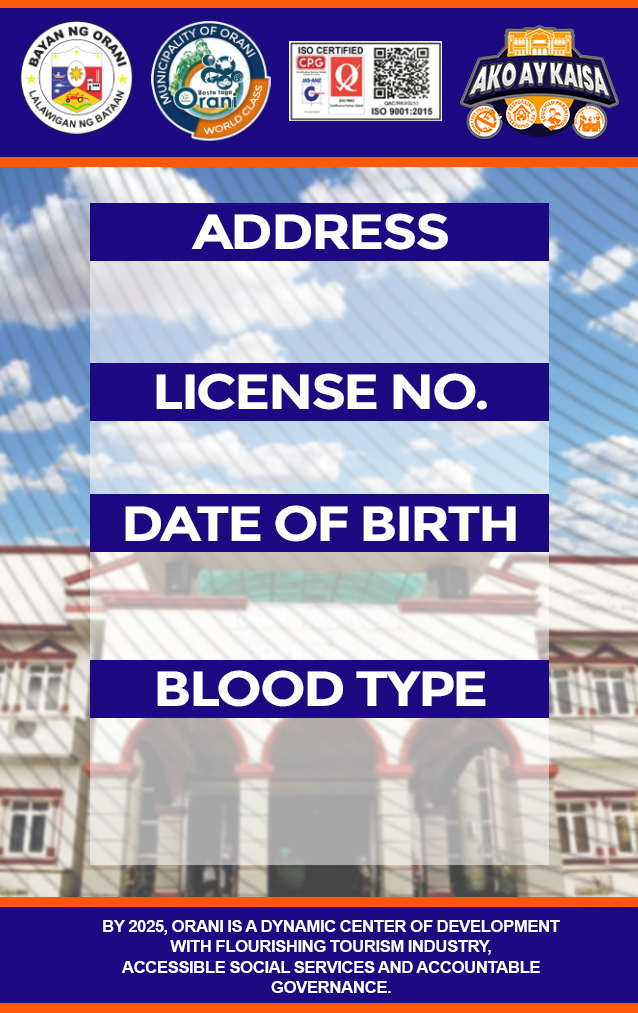 BAYAN NG ORANI
LALAWIGAN NG BATAAN
MUNICIPALITY OF ORANI
Basta taga
Orani
WORLD CLASS
ISO CERTIFIED
CPG
JAS-ANZ
ISO 9001:2015
AKO AY KAISA
ADDRESS
LICENSE NO.
DATE OF BIRTH
BLOOD TYPE
BY 2025, ORANI IS A DYNAMIC CENTER OF DEVELOPMENT
WITH FLOURISHING TOURISM INDUSTRY,
ACCESSIBLE SOCIAL SERVICES AND ACCOUNTABLE
GOVERNANCE.